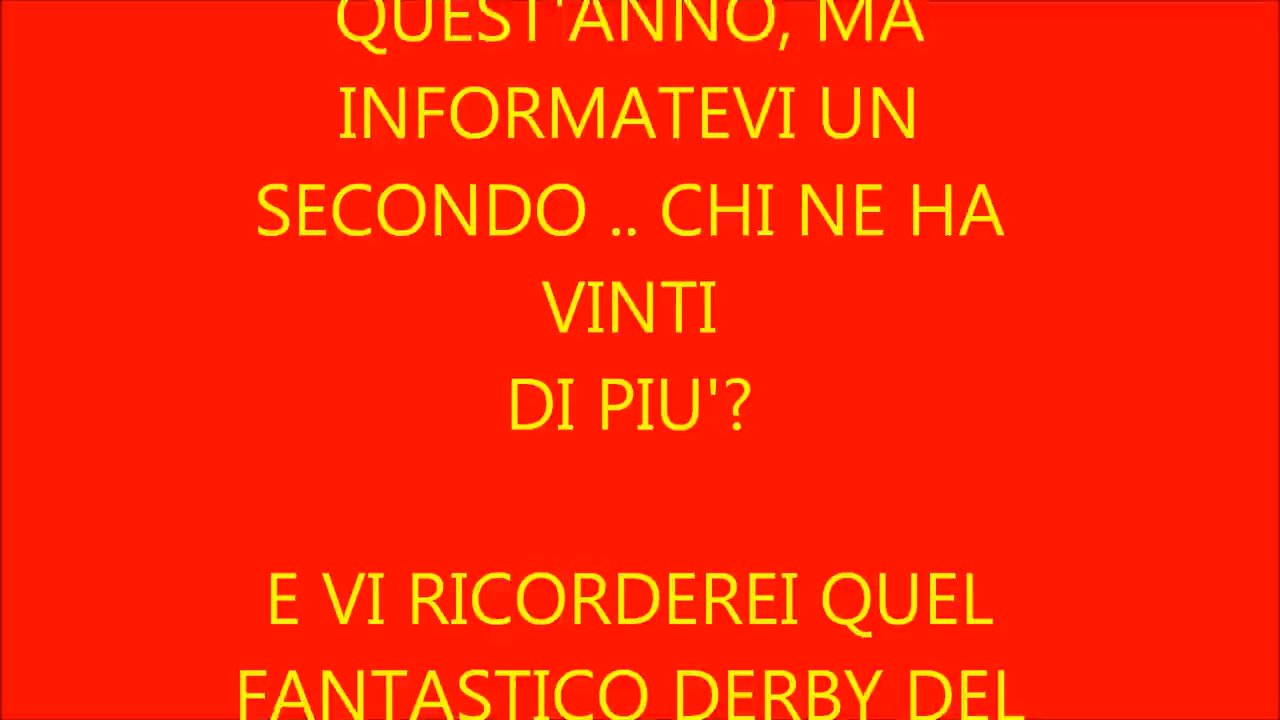 QUEST'ANNO, MA
INFORMATEVI UN
SECONDO .. CHI NE HA
VINTI
DI PIU'?
E VI RICORDEREI QUEL
FANTASTICO DERBY DEL